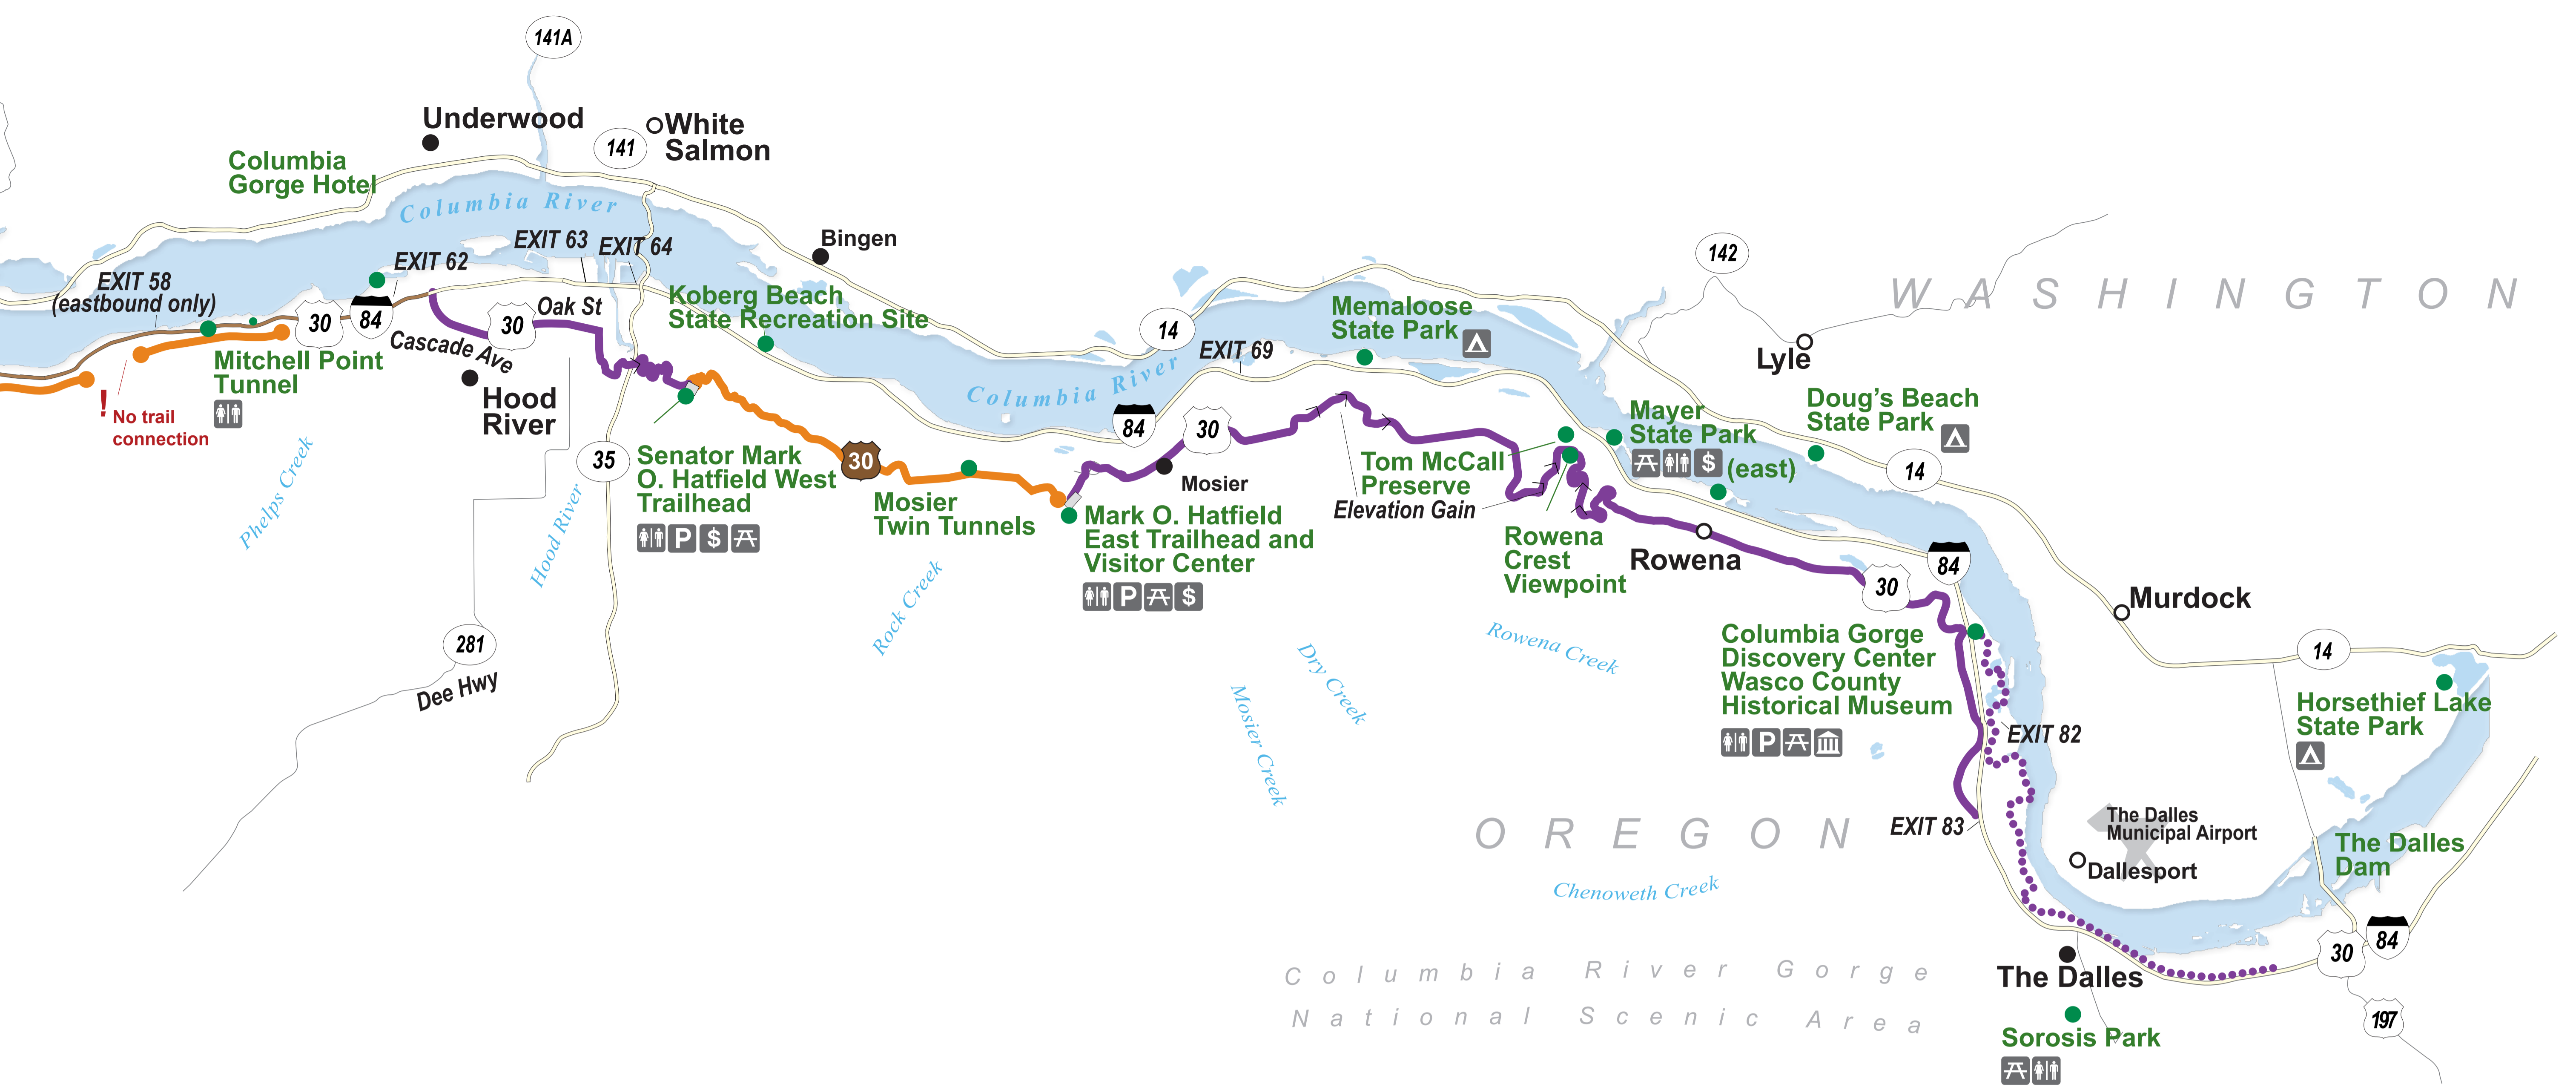 141A
Underwood
141
White
Salmon
Columbia
Gorge Hotel
Columbia River
EXIT 63
EXIT 64
Bingen
EXIT 62
EXIT 58
(eastbound only)
30
84
30
Oak St
Cascade Ave
Koberg Beach
State Recreation Site
Mitchell Point
Tunnel
!
No trail
connection
Hood
River
Phelps Creek
Hood River
35
281
Dee Hwy
Senator Mark
O. Hatfield West
Trailhead
P
$
30
Mosier
Twin Tunnels
Rock Creek
Columbia River
14
EXIT 69
84
30
Mosier
Mark O. Hatfield
East Trailhead and
Visitor Center
P
$
Memaloose
State Park
Tom McCall
Preserve
Elevation Gain
Rowena
Crest
Viewpoint
Mosier Creek
Dry Creek
Rowena Creek
142
WASHINGTON
Lyle
Mayer
State Park
$
(east)
Doug's Beach
State Park
14
Rowena
30
84
Murdock
Columbia Gorge
Discovery Center
Wasco County
Historical Museum
P
14
Horsethief Lake
State Park
EXIT 82
EXIT 83
OREGON
Chenoweth Creek
The Dalles
Municipal Airport
Dallesport
The Dalles
Dam
30
84
197
Columbia River Gorge
National Scenic Area
The Dalles
Sorosis Park